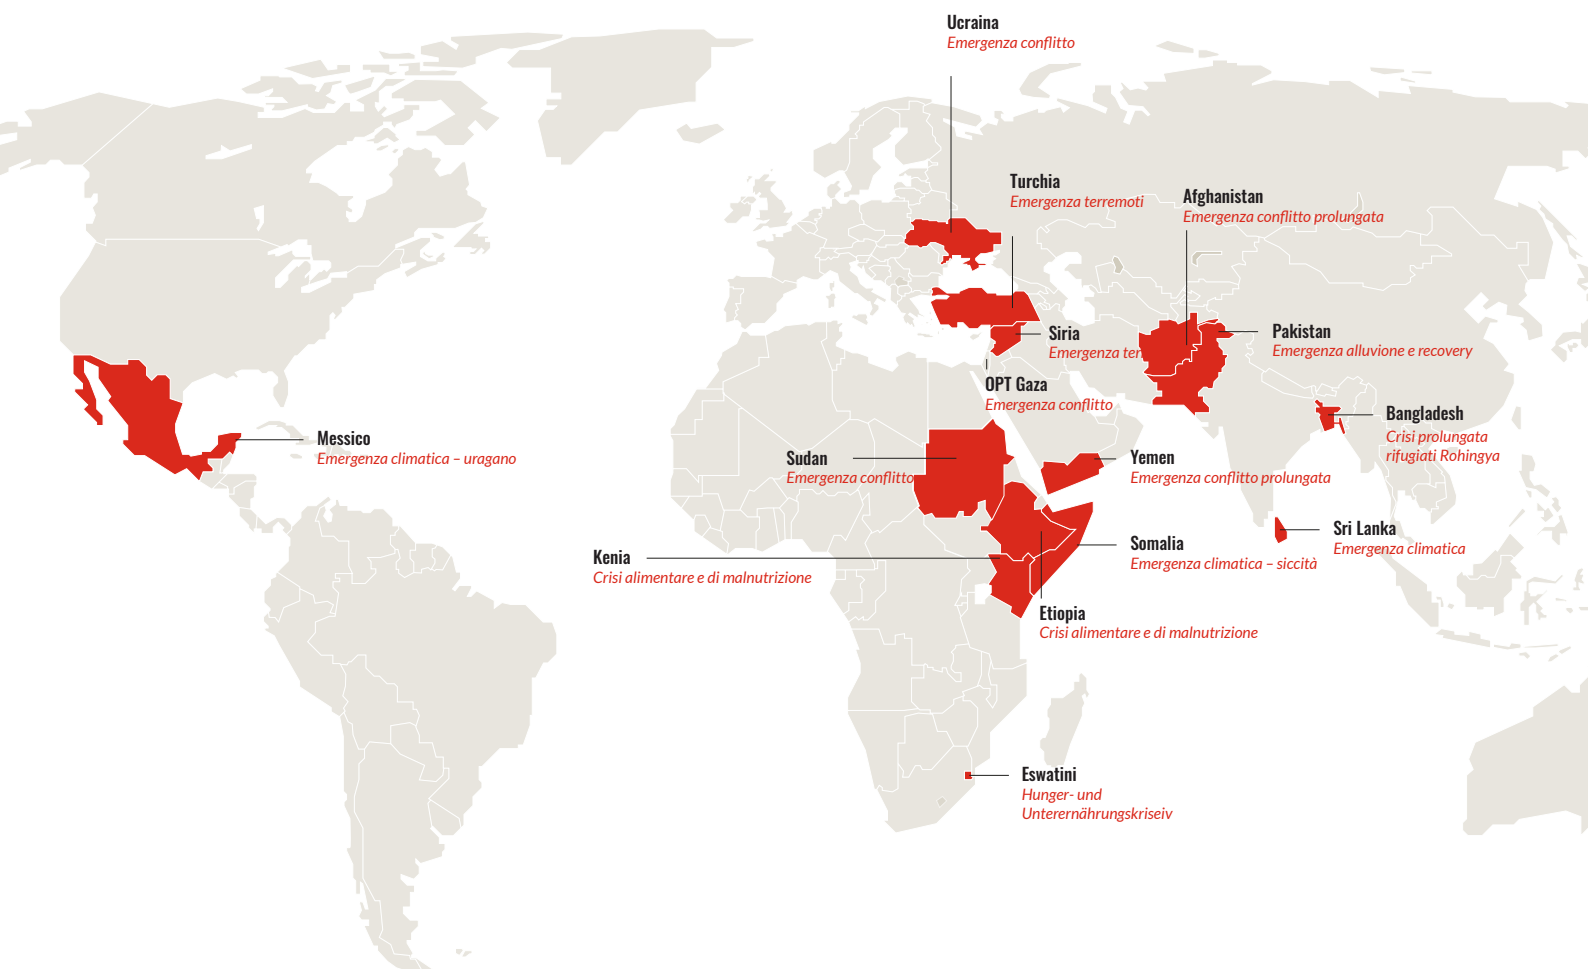 Ucraina
Emergenza conflitto
Turchia
Emergenza terremoti
Afghanistan
Emergenza conflitto prolungata
Siria
Emergenza ter
Pakistan
Emergenza alluvione e recovery
OPT Gaza
Emergenza conflitto
Bangladesh
Crisi prolungata
rifugiati Rohingya
Messico
Emergenza climatica – uragano
Sudan
Emergenza conflitto
Yemen
Emergenza conflitto prolungata
Sri Lanka
Emergenza climatica
Somalia
Emergenza climatica – siccità
Kenia
Crisi alimentare e di malnutrizione
Etiopia
Crisi alimentare e di malnutrizione
Eswatini
Hunger- und
Unterernährungskriseiv